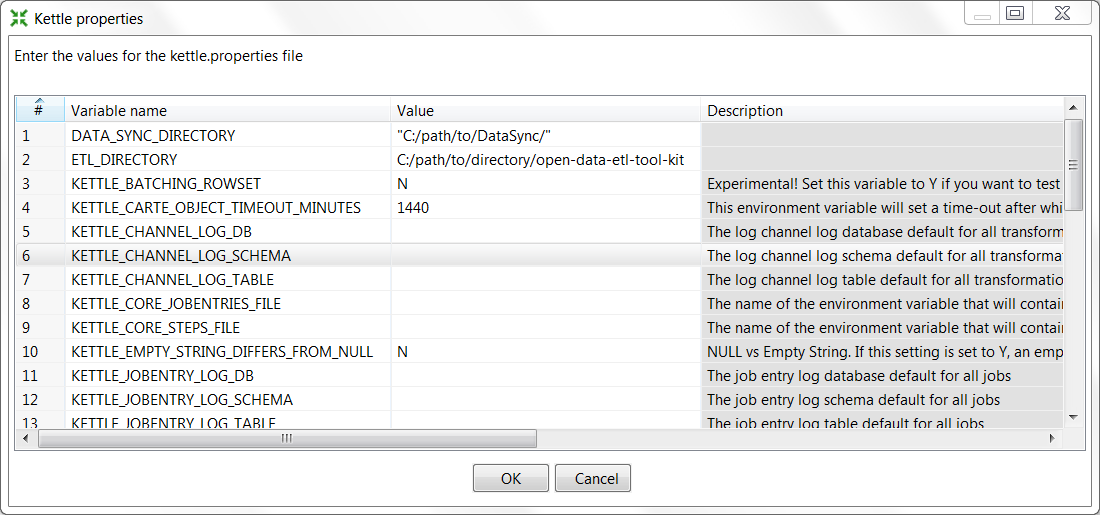 Kettle properties
Enter the values for the kettle.properties file
# Variable name Value Description
1 DATA_SYNC_DIRECTORY "C:/path/to/DataSync/"
2 ETL_DIRECTORY C:/path/to/directory/open-data-etl-tool-kit
3 KETTLE_BATCHING_ROWSET N Experimental! Set this variable to Y if you want to test
4 KETTLE_CARTE_OBJECT_TIMEOUT_MINUTES 1440 This environment variable will set a time-out after whi
5 KETTLE_CHANNEL_LOG_DB The log channel log database default for all transform
6 KETTLE_CHANNEL_LOG_SCHEMA The log channel log schema default for all transforma
7 KETTLE_CHANNEL_LOG_TABLE The log channel log table default for all transformatio
8 KETTLE_CORE_JOBENTRIES_FILE The name of the environment variable that will contai
9 KETTLE_CORE_STEPS_FILE The name of the environment variable that will contai
10 KETTLE_EMPTY_STRING_DIFFERS_FROM_NULL N NULL vs Empty String. If this setting is set to Y, an emp
11 KETTLE_JOBENTRY_LOG_DB The job entry log database default for all jobs
12 KETTLE_JOBENTRY_LOG_SCHEMA The job entry log schema default for all jobs
13 KETTLE_JOBENTRY_LOG_TABLE The job entry log table default for all jobs
OK Cancel